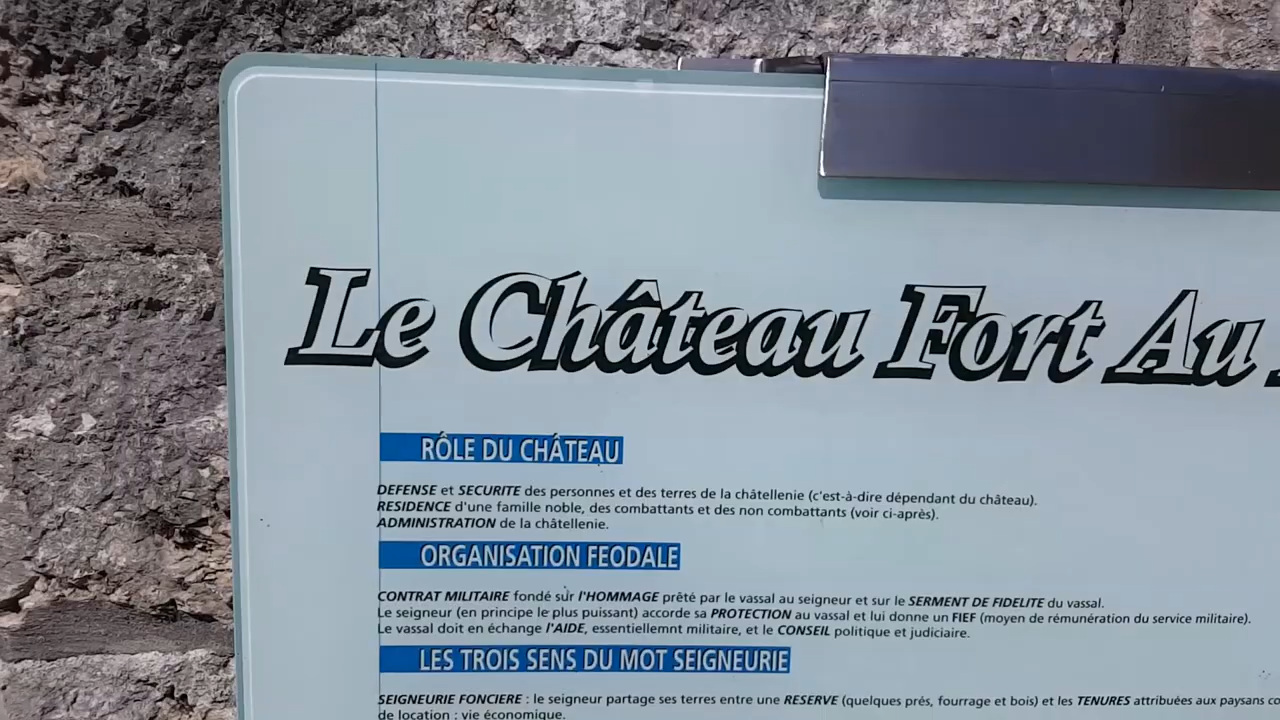 Le Château Fort Au
RÔLE DU CHÂTEAU
DEFENSE et SECURITE des personnes et des terres de la châtellenie (c'est-à-dire dépendant du château).
RESIDENCE d'une famille noble, des combattants et des non combattants (voir ci-après).
ADMINISTRATION de la châtellenie.
ORGANISATION FEODALE
CONTRAT MILITAIRE fondé sur l'HOMMAGE prêté par le vassal au seigneur et sur le SERMENT DE FIDELITE du vassal.
Le seigneur (en principe le plus puissant) accorde sa PROTECTION au vassal et lui donne un FIEF (moyen de rémunération du service militaire).
Le vassal doit en échange l'AIDE, essentiellemnt militaire, et le CONSEIL politique et judiciaire.
LES TROIS SENS DU MOT SEIGNEURIE
SEIGNEURIE FONCIERE : le seigneur partage ses terres entre une RESERVE (quelques prés, fourrage et bois) et les TENURES attribuées aux paysans
de location : vie économique.